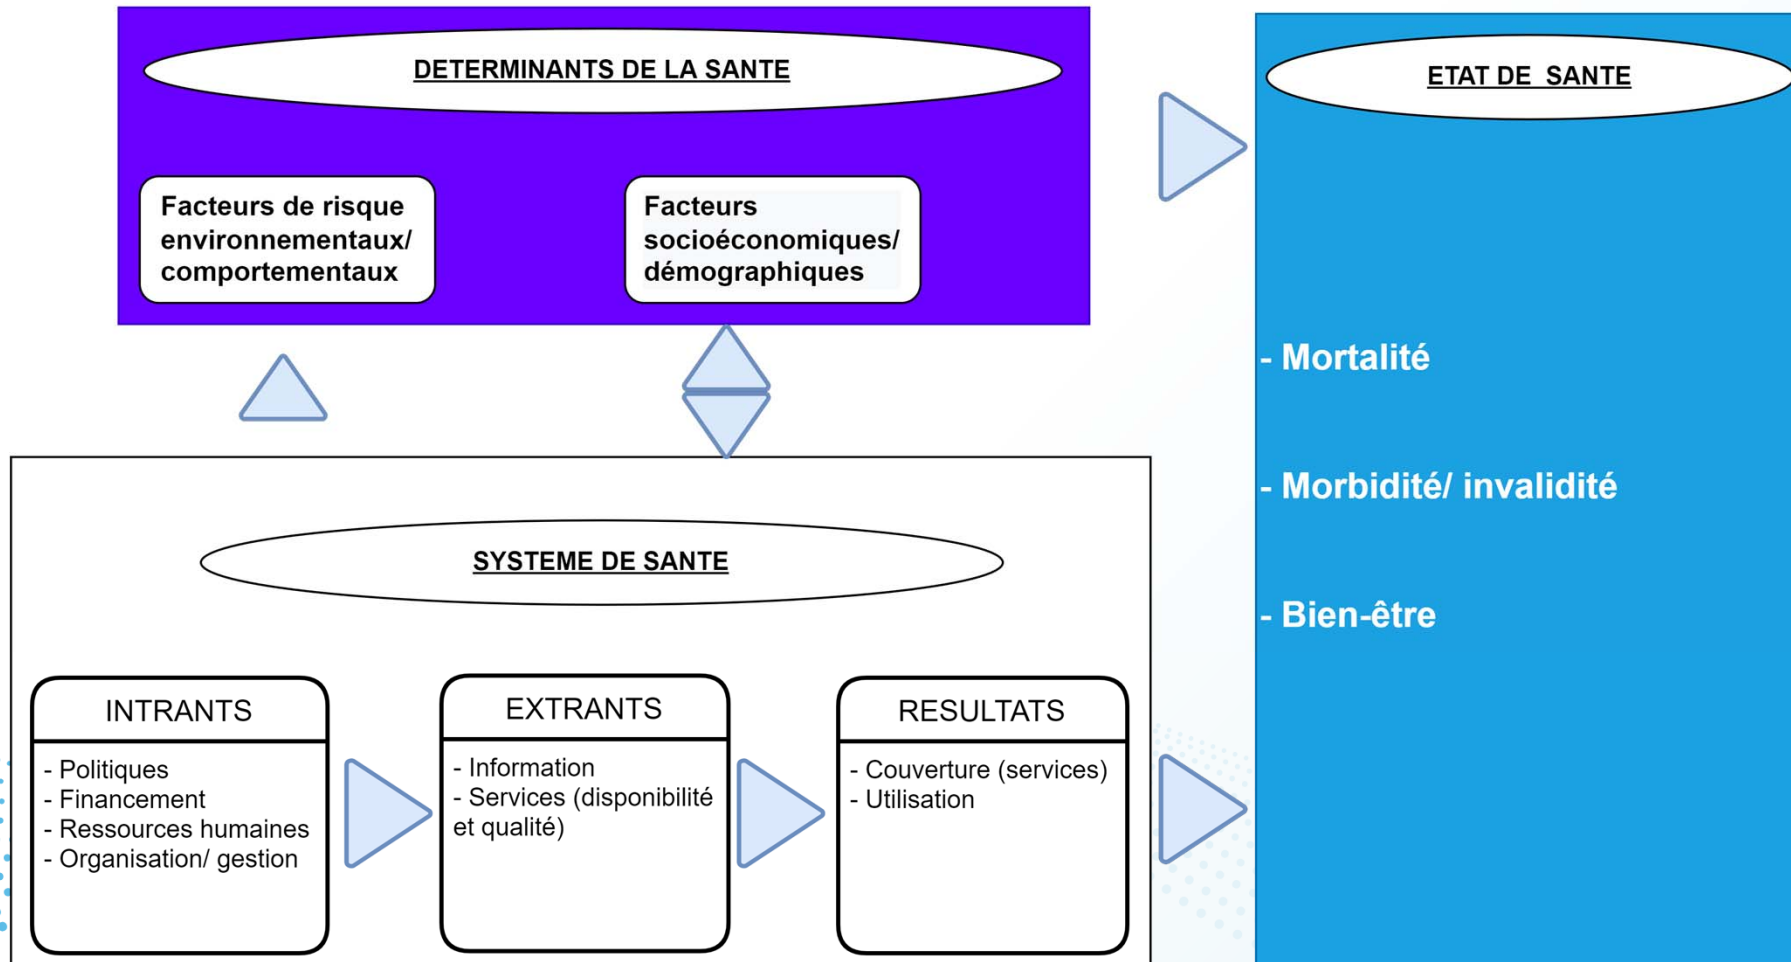 DETERMINANTS DE LA SANTE
Facteurs de risque
environnementaux/
comportementaux
Facteurs
socioéconomiques/
démographiques
ETAT DE SANTE
- Mortalité
- Morbidité/ invalidité
- Bien-être
SYSTEME DE SANTE
INTRANTS
- Politiques
- Financement
- Ressources humaines
- Organisation/ gestion
EXTRANTS
- Information
- Services (disponibilité
et qualité)
RESULTATS
- Couverture (services)
- Utilisation